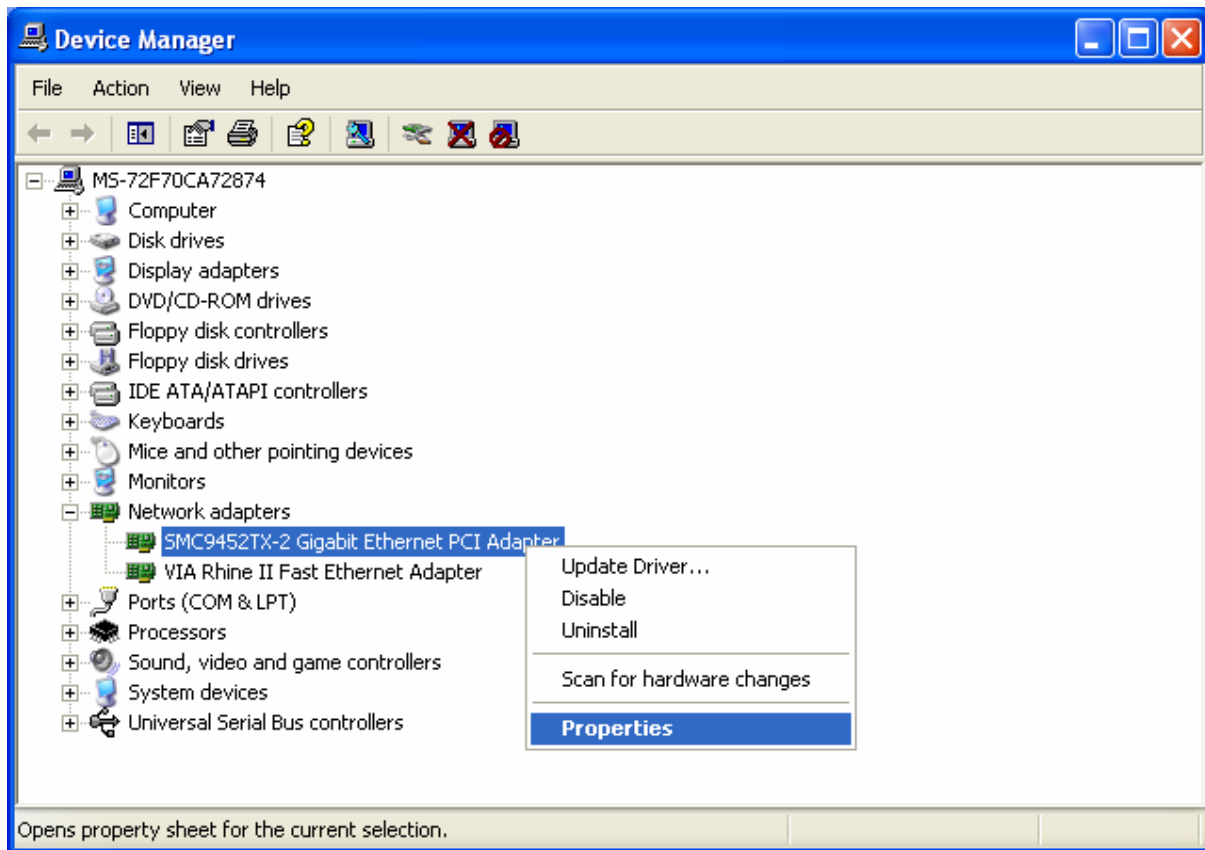 Device Manager
File Action View Help
MS-72F70CA72874
Computer
Disk drives
Display adapters
DVD/CD-ROM drives
Floppy disk controllers
Floppy disk drives
IDE ATA/ATAPI controllers
Keyboards
Mice and other pointing devices
Monitors
Network adapters
SMC9452TX-2 Gigabit Ethernet PCI Adapter
VIA Rhine II Fast Ethernet Adapter
Ports (COM & LPT)
Processors
Sound, video and game controllers
System devices
Universal Serial Bus controllers
Update Driver...
Disable
Uninstall
Scan for hardware changes
Properties
Opens property sheet for the current selection.